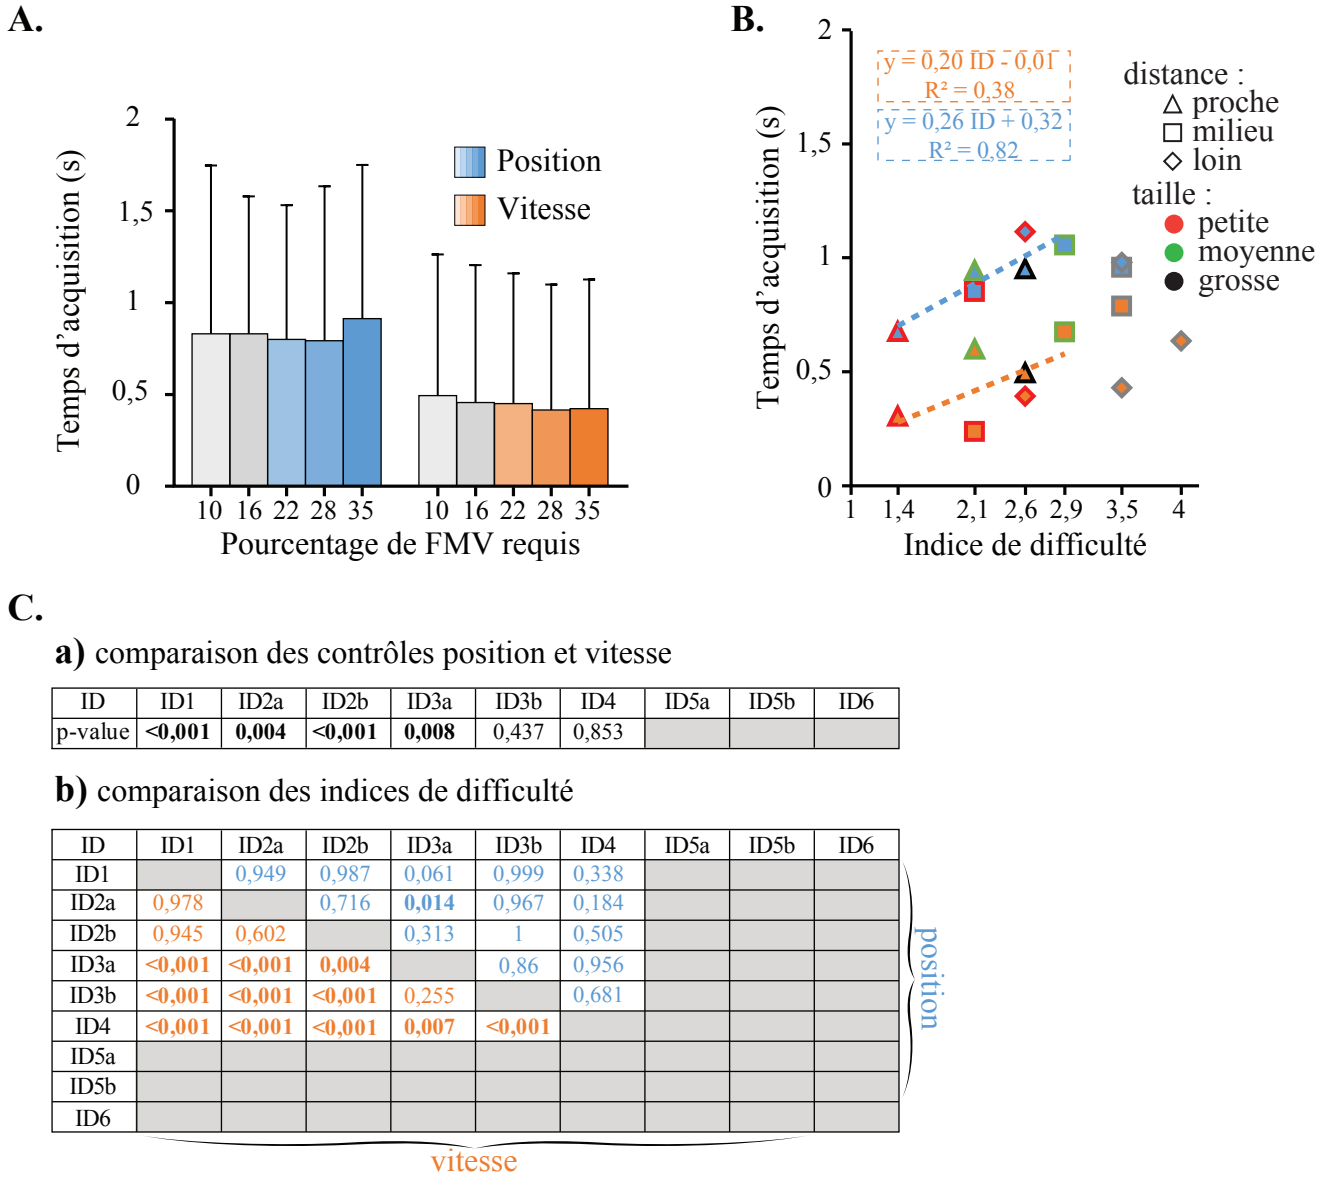 A.
Temps d'acquisition (s)
2
1,5
1
0,5
0
Position
Vitesse
10 16 22 28 35 10 16 22 28 35
Pourcentage de FMV requis
B.
Temps d'acquisition (s)
2
1,5
1
0,5
0
y = 0,20 ID - 0,01
R² = 0,38
y = 0,26 ID + 0,32
R² = 0,82
distance :
proche
milieu
loin
taille :
petite
moyenne
grosse
1 1,4 2,1 2,6 2,9 3,5 4
Indice de difficulté
C.
a) comparaison des contrôles position et vitesse
ID ID1 ID2a ID2b ID3a ID3b ID4 ID5a ID5b ID6
p-value <0,001 0,004 <0,001 0,008 0,437 0,853
b) comparaison des indices de difficulté
ID ID1 ID2a ID2b ID3a ID3b ID4 ID5a ID5b ID6
ID1 0,949 0,987 0,061 0,999 0,338
ID2a 0,978 0,716 0,014 0,967 0,184
ID2b 0,945 0,602 0,313 1 0,505
ID3a <0,001 <0,001 0,004 0,86 0,956
ID3b <0,001 <0,001 <0,001 0,255 0,681
ID4 <0,001 <0,001 <0,001 0,007 <0,001
ID5a
ID5b
ID6
position
vitesse